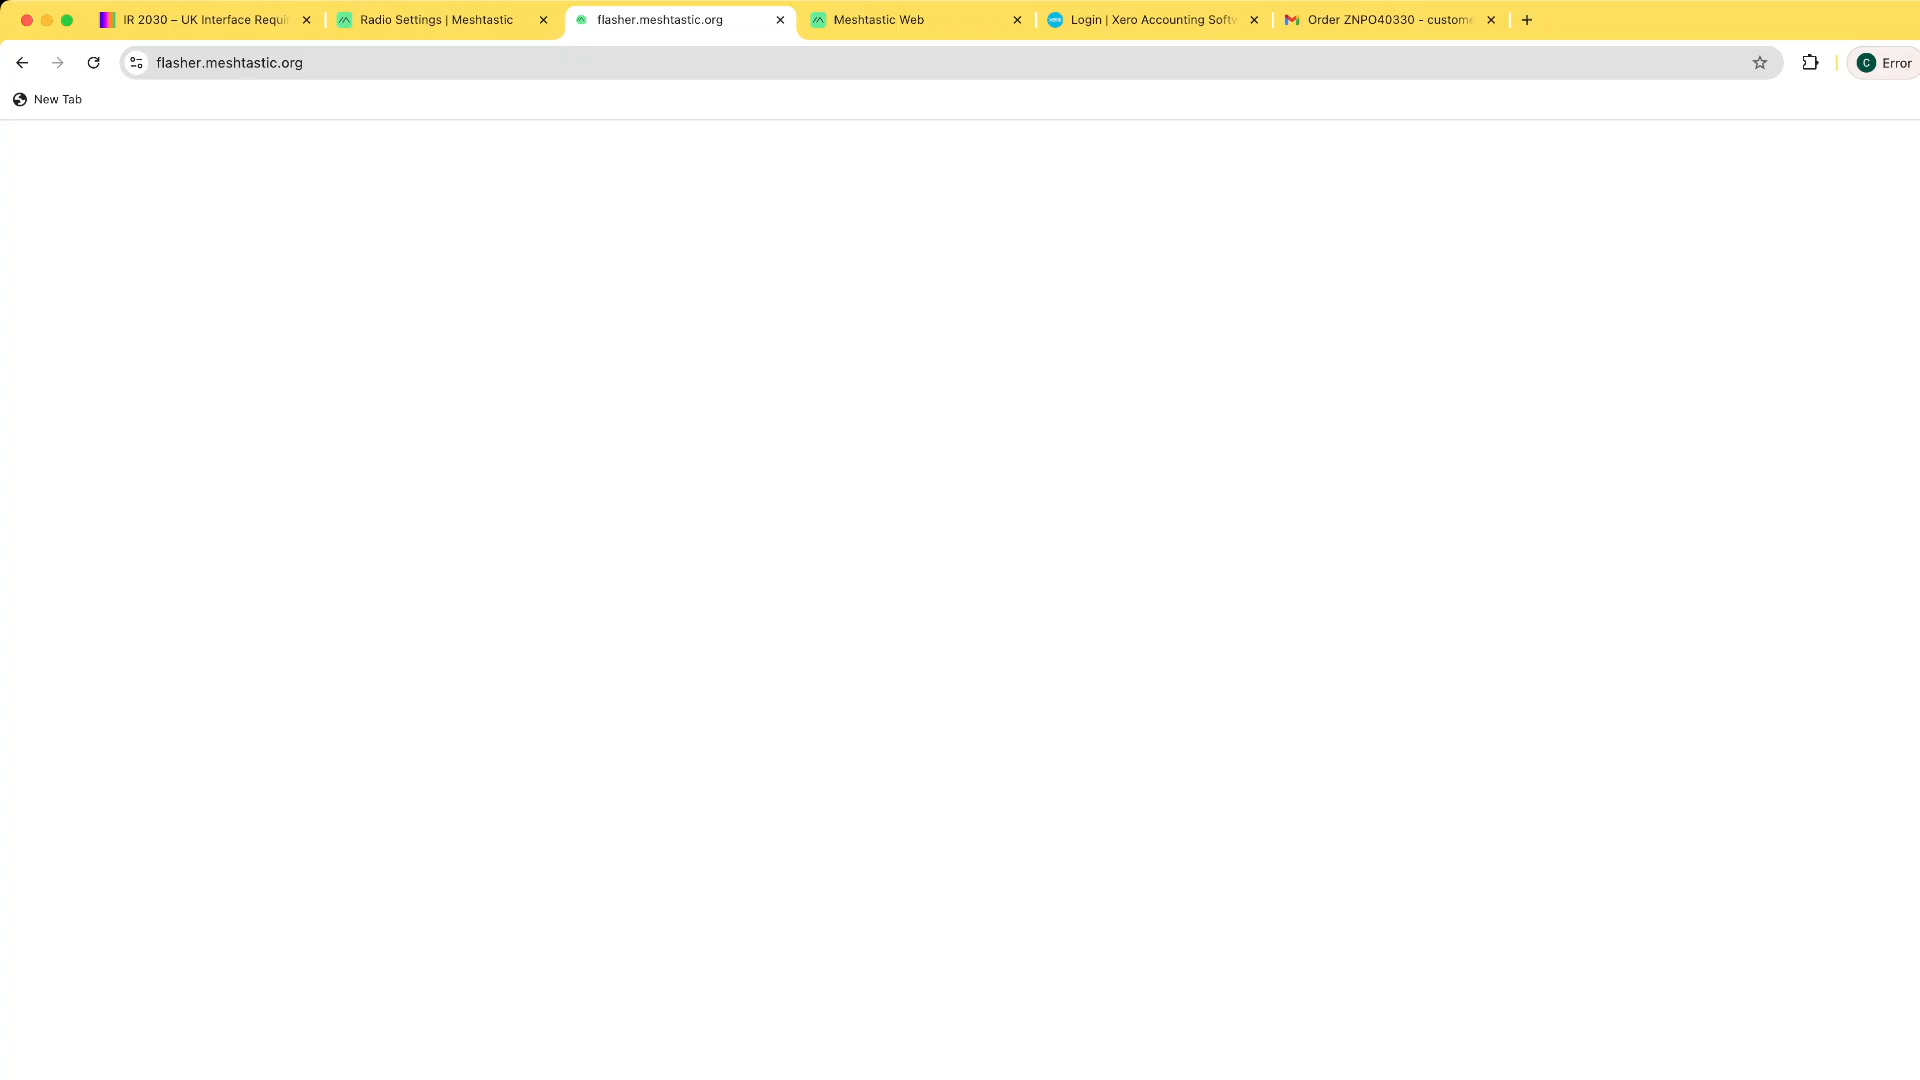 IR 2030 – UK Interface Requi
Radio Settings | Meshtastic
flasher.meshtastic.org
Meshtastic Web
Login | Xero Accounting Softw
Order ZNPO40330 - custome
flasher.meshtastic.org
C
Error
New Tab